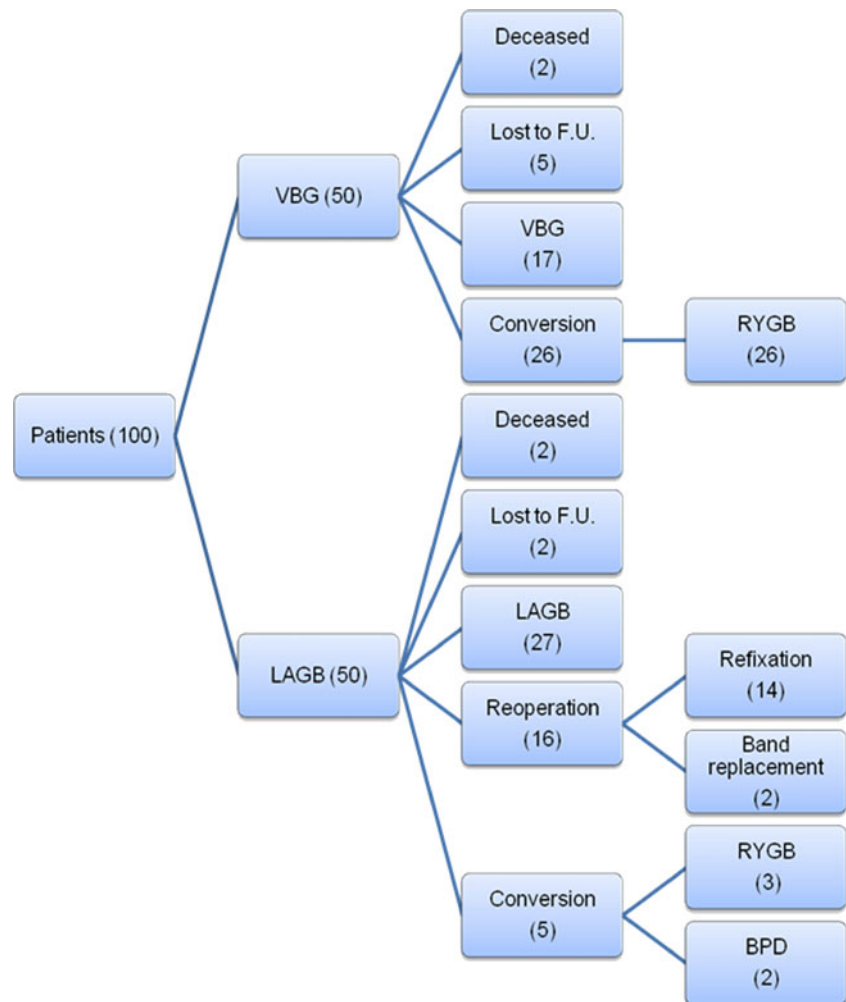 Patients (100)
VBG (50)
Deceased
(2)
Lost to F.U.
(5)
VBG
(17)
Conversion
(26)
RYGB
(26)
LAGB (50)
Deceased
(2)
Lost to F.U.
(2)
LAGB
(27)
Reoperation
(16)
Refixation
(14)
Band
replacement
(2)
Conversion
(5)
RYGB
(3)
BPD
(2)